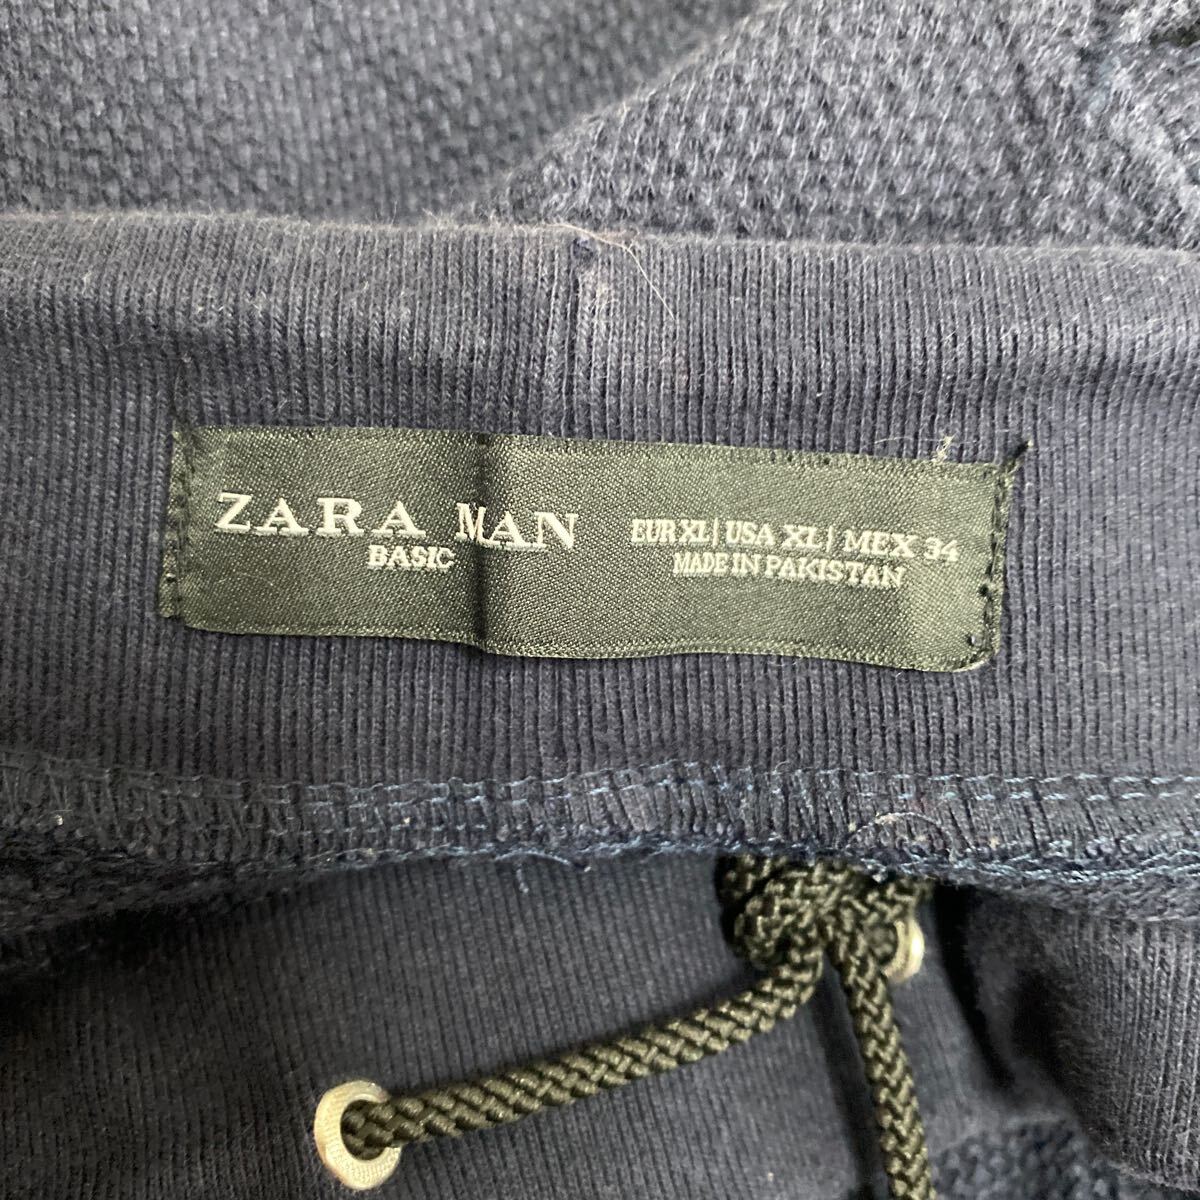 ZARA MAN
BASIC
EUR XL | USA XL | MEX 34
MADE IN PAKISTAN